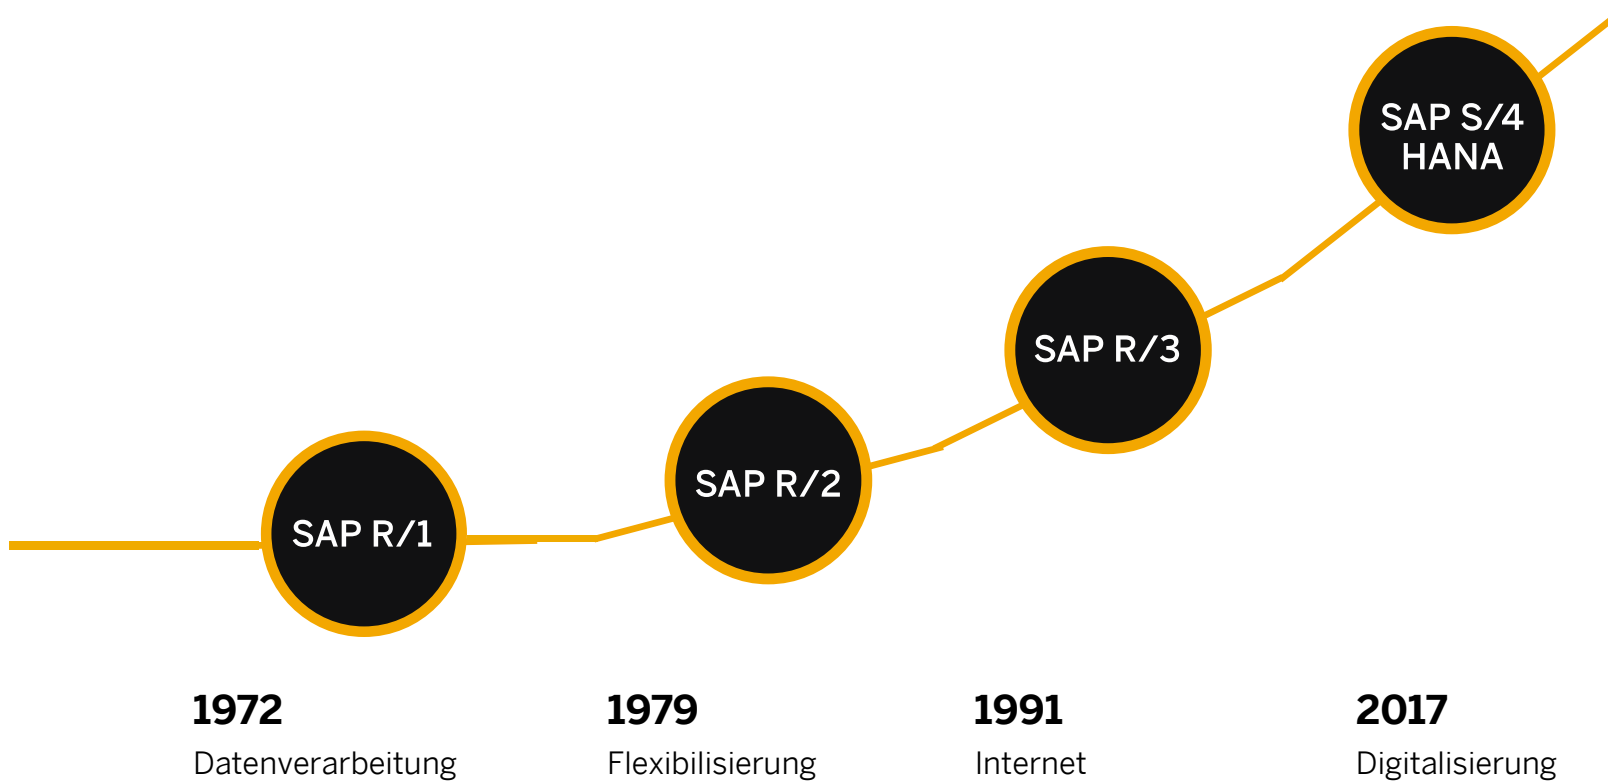 SAP S/4
HANA
SAP R/3
SAP R/2
SAP R/1
1972
Datenverarbeitung
1979
Flexibilisierung
1991
Internet
2017
Digitalisierung